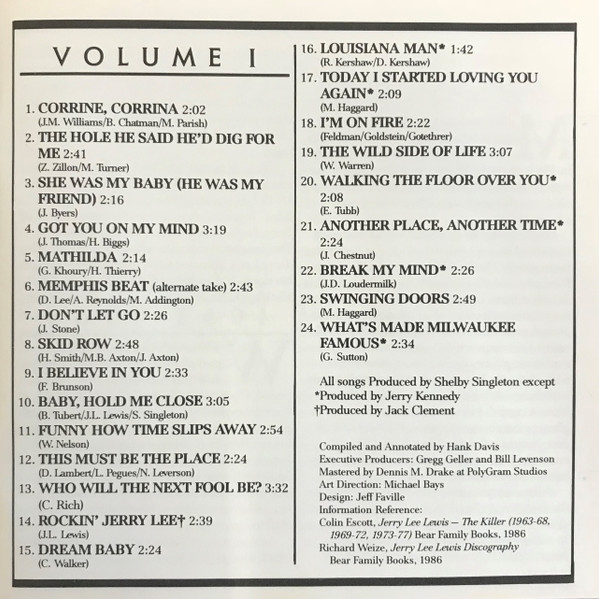 VOLUME I
1. CORRINE, CORRINA 2:02
(J.M. Williams/B. Chatman/M. Parish)
2. THE HOLE HE SAID HE'D DIG FOR
ME 2:41
(Z. Zillon/M. Turner)
3. SHE WAS MY BABY (HE WAS MY
FRIEND) 2:16
(J. Byers)
4. GOT YOU ON MY MIND 3:19
(J. Thomas/H. Biggs)
5. MATHILDA 2:14
(G. Khoury/H. Thierry)
6. MEMPHIS BEAT (alternate take) 2:43
(D. Lee/A. Reynolds/M. Addington)
7. DON'T LET GO 2:26
(J. Stone)
8. SKID ROW 2:48
(H. Smith/M.B. Axton/J. Axton)
9. I BELIEVE IN YOU 2:33
(F. Brunson)
10. BABY, HOLD ME CLOSE 3:05
(B. Tubert/J.L. Lewis/S. Singleton)
11. FUNNY HOW TIME SLIPS AWAY 2:54
(W. Nelson)
12. THIS MUST BE THE PLACE 2:24
(D. Lambert/L. Pegues/N. Leverson)
13. WHO WILL THE NEXT FOOL BE? 3:32
(C. Rich)
14. ROCKIN' JERRY LEE† 2:39
(J.L. Lewis)
15. DREAM BABY 2:24
(C. Walker)
16. LOUISIANA MAN* 1:42
(R. Kershaw/D. Kershaw)
17. TODAY I STARTED LOVING YOU
AGAIN* 2:09
(M. Haggard)
18. I'M ON FIRE 2:22
(Feldman/Goldstein/Gotethrer)
19. THE WILD SIDE OF LIFE 3:07
(W. Warren)
20. WALKING THE FLOOR OVER YOU*
2:08
(E. Tubb)
21. ANOTHER PLACE, ANOTHER TIME*
2:24
(J. Chestnut)
22. BREAK MY MIND* 2:26
(J.D. Loudermilk)
23. SWINGING DOORS 2:49
(M. Haggard)
24. WHAT'S MADE MILWAUKEE
FAMOUS* 2:34
(G. Sutton)
All songs Produced by Shelby Singleton except
*Produced by Jerry Kennedy
†Produced by Jack Clement
Compiled and Annotated by Hank Davis
Executive Producers: Gregg Geller and Bill Levenson
Mastered by Dennis M. Drake at PolyGram Studios
Art Direction: Michael Bays
Design: Jeff Faville
Information Reference:
Colin Escott, Jerry Lee Lewis — The Killer (1963-68,
1969-72, 1973-77) Bear Family Books, 1986
Richard Weize, Jerry Lee Lewis Discography
Bear Family Books, 1986